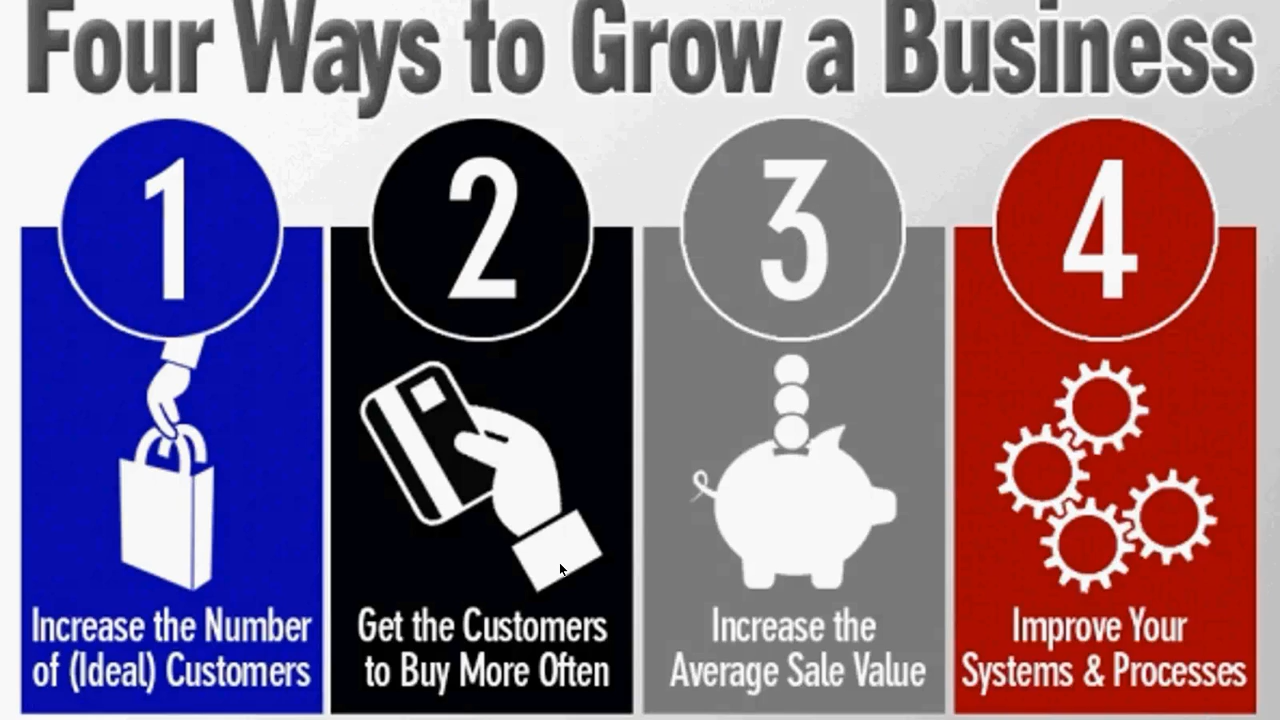 Four Ways to Grow a Business
1
2
3
4
Increase the Number
of (Ideal) Customers
Get the Customers
to Buy More Often
Increase the
Average Sale Value
Improve Your
Systems & Processes